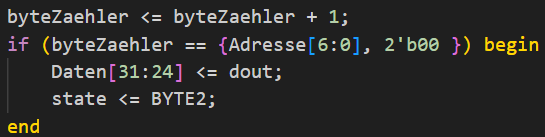 byteZaehler <= byteZaehler + 1;
if (byteZaehler == {Adresse[6:0], 2'b00 }) begin
    Daten[31:24] <= dout;
    state <= BYTE2;
end